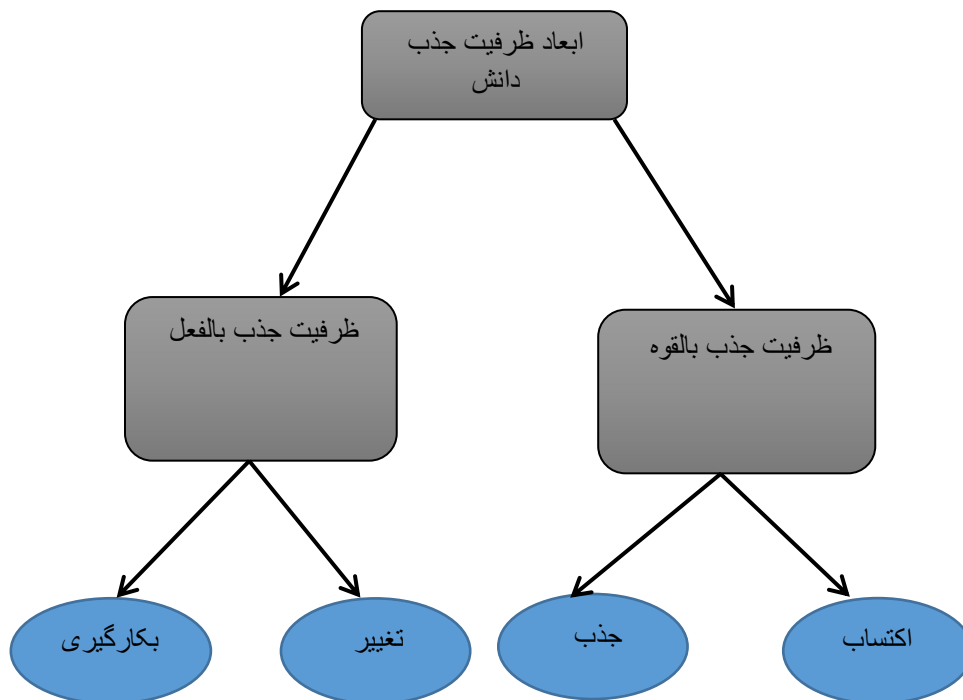 ابعاد ظرفیت جذب
دانش
ظرفیت جذب بالقوه
ظرفیت جذب بالفعل
اکتساب
جذب
تغییر
بکارگیری